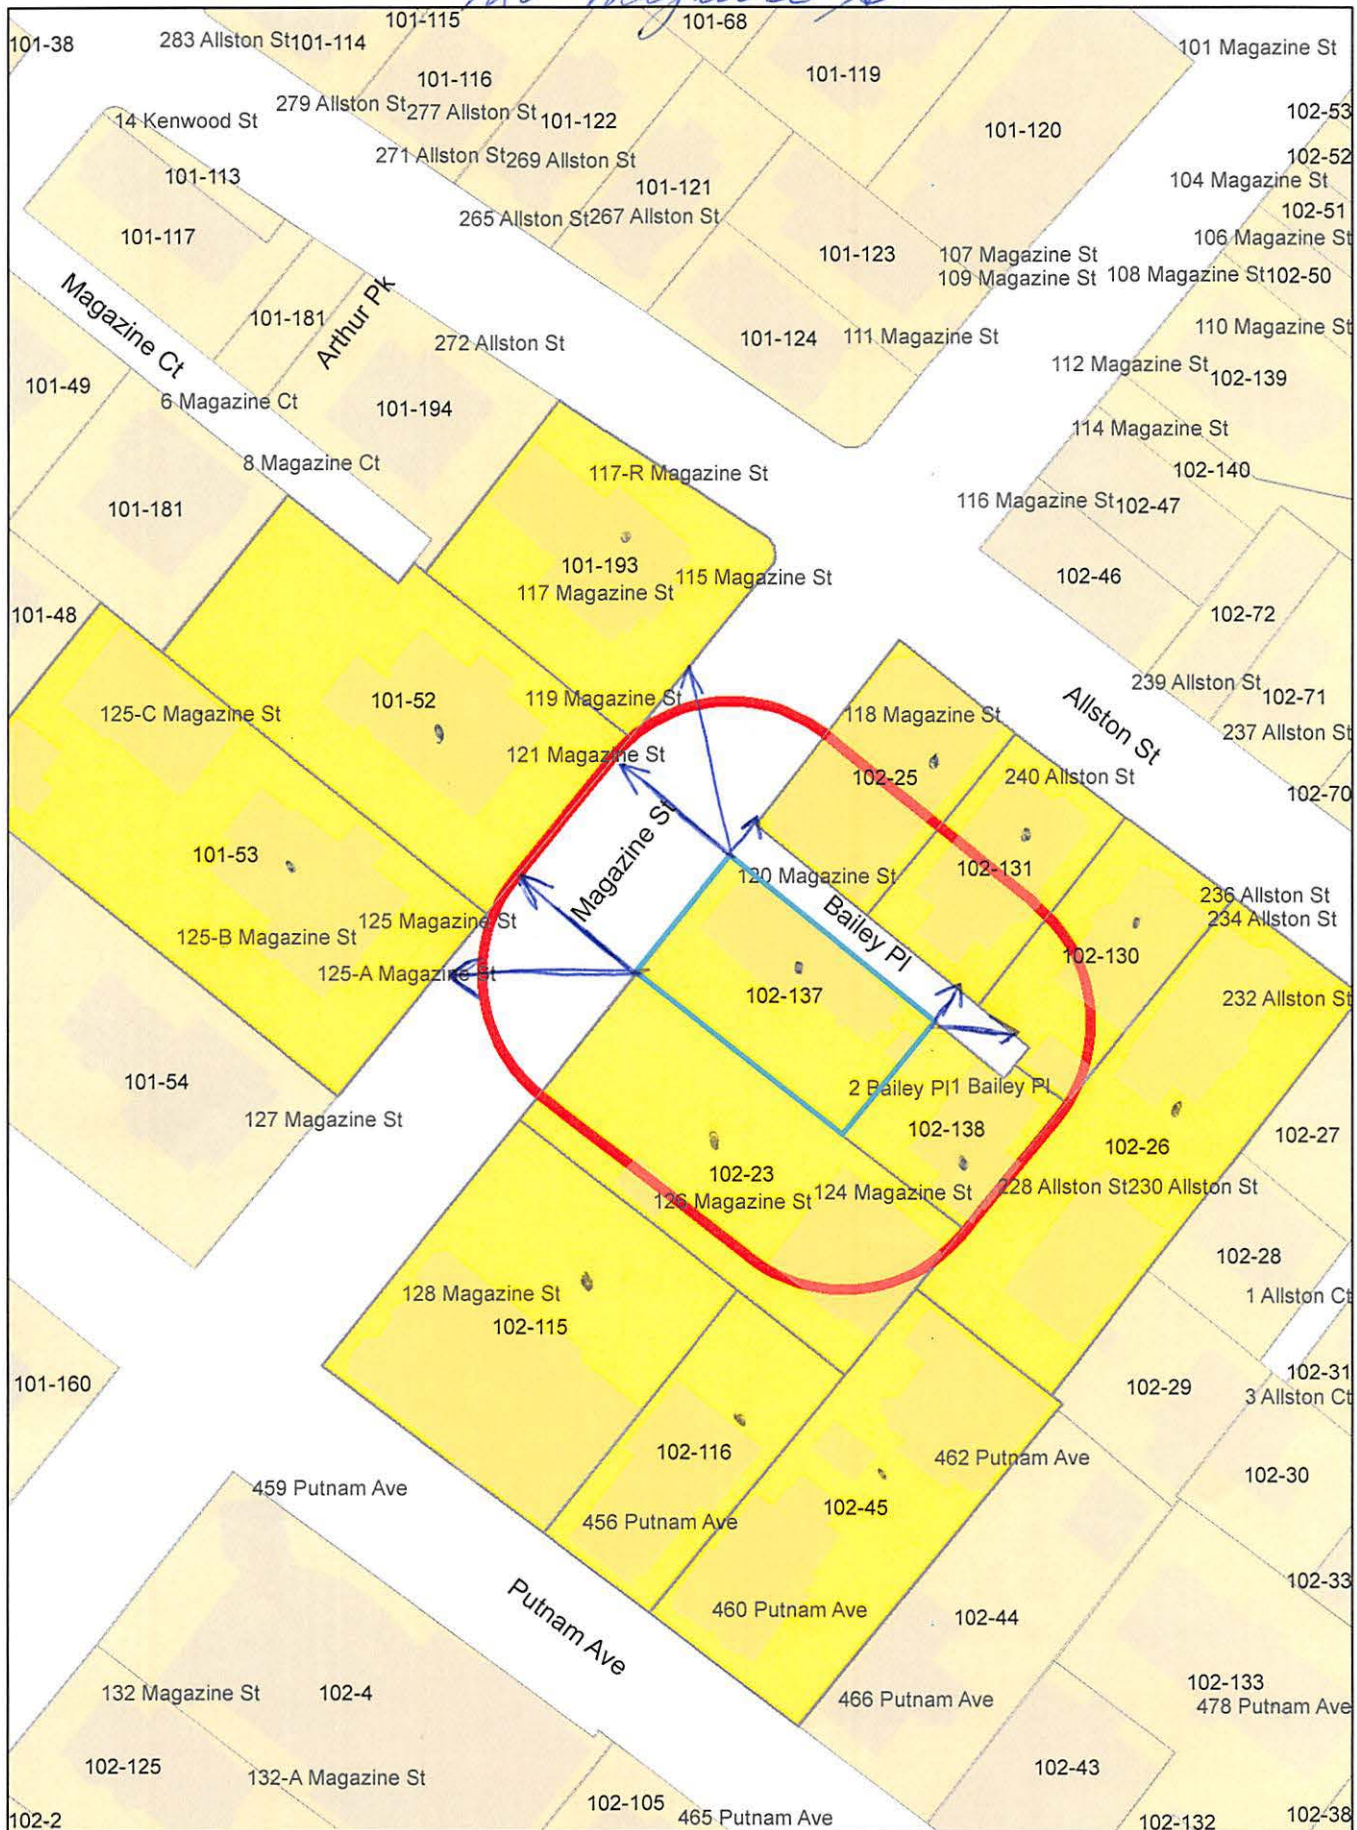 Magazine St
101-115
101-68
101-38
283 Allston St
101-114
101 Magazine St
101-116
101-119
279 Allston St
277 Allston St
101-122
102-53
14 Kenwood St
101-120
271 Allston St
269 Allston St
102-52
101-113
101-121
104 Magazine St
265 Allston St
267 Allston St
102-51
101-117
106 Magazine St
101-123
107 Magazine St
109 Magazine St
108 Magazine St
102-50
Magazine Ct
101-181
Arthur Pk
272 Allston St
101-124
111 Magazine St
110 Magazine St
112 Magazine St
102-139
101-49
6 Magazine Ct
101-194
114 Magazine St
8 Magazine Ct
117-R Magazine St
102-140
101-181
116 Magazine St
102-47
101-193
115 Magazine St
102-46
117 Magazine St
101-48
102-72
239 Allston St
102-71
101-52
119 Magazine St
Allston St
125-C Magazine St
118 Magazine St
237 Allston St
121 Magazine St
102-25
240 Allston St
102-70
101-53
Magazine St
102-131
120 Magazine St
236 Allston St
234 Allston St
125 Magazine St
Bailey Pl
125-B Magazine St
102-130
125-A Magazine St
102-137
232 Allston St
101-54
2 Bailey Pl
1 Bailey Pl
127 Magazine St
102-138
102-26
102-27
102-23
126 Magazine St
124 Magazine St
228 Allston St
230 Allston St
102-28
128 Magazine St
1 Allston Ct
102-115
101-160
102-29
102-31
3 Allston Ct
102-116
462 Putnam Ave
102-30
459 Putnam Ave
102-45
456 Putnam Ave
102-33
Putnam Ave
460 Putnam Ave
102-44
132 Magazine St
102-4
102-133
466 Putnam Ave
478 Putnam Ave
102-125
132-A Magazine St
102-43
102-105
465 Putnam Ave
102-2
102-132
102-38